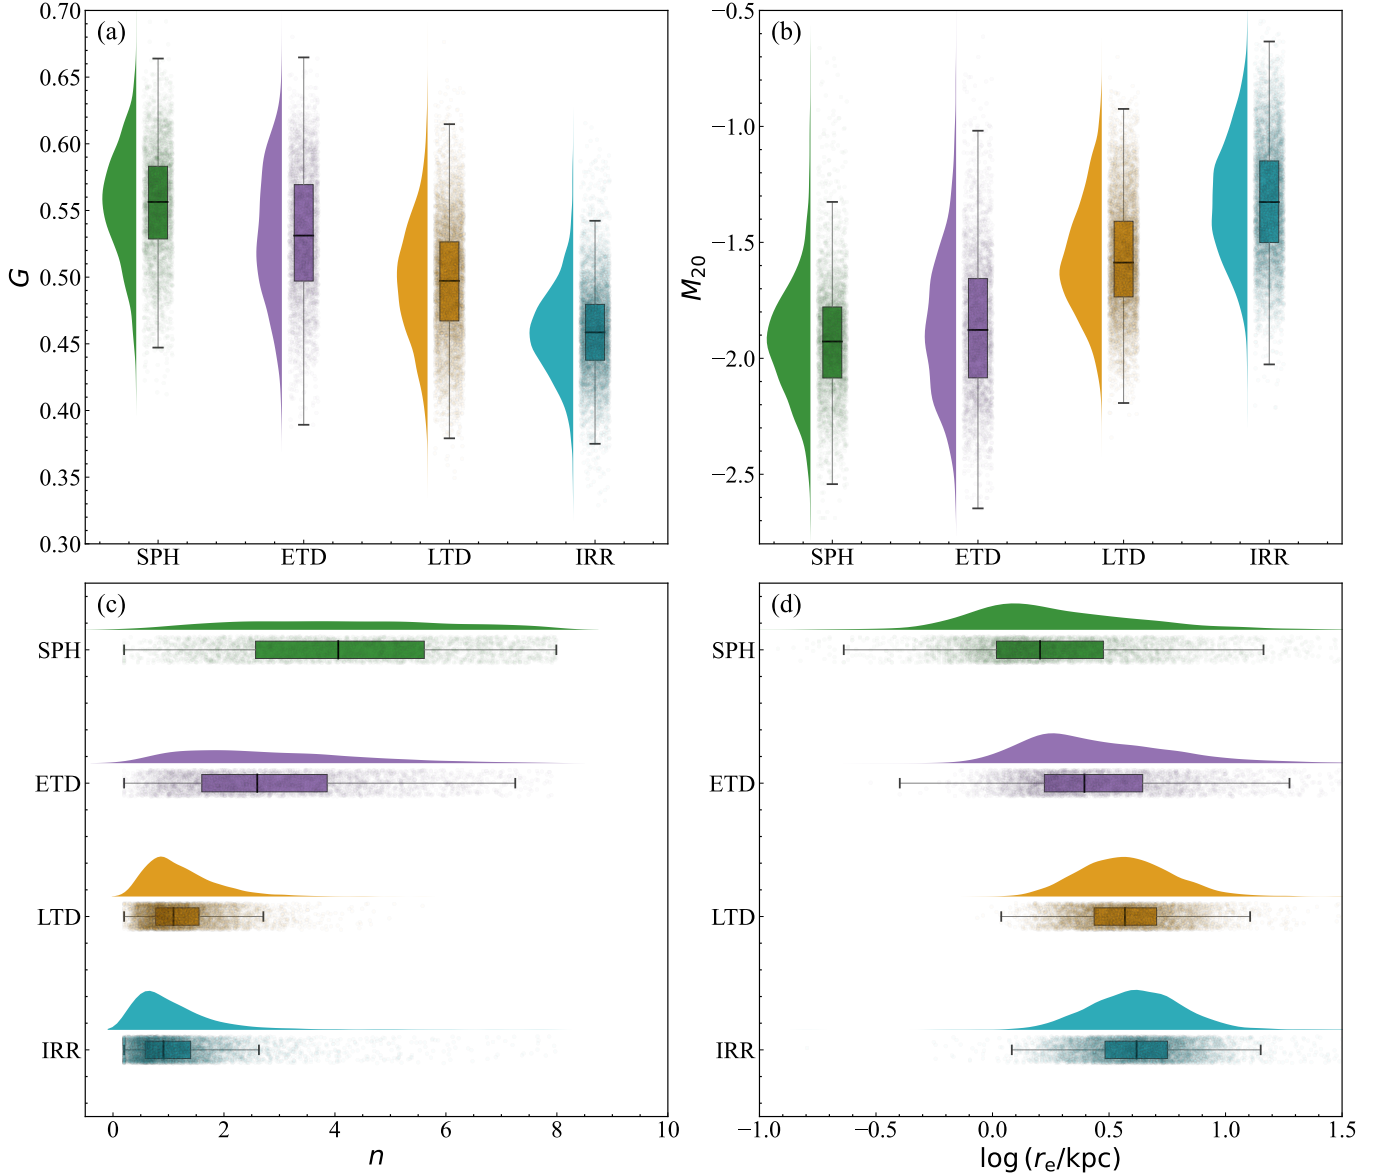 (a)
0.70
0.65
0.60
0.55
0.50
0.45
0.40
0.35
0.30
G
SPH ETD LTD IRR
(b)
−0.5
−1.0
−1.5
−2.0
−2.5
M20
SPH ETD LTD IRR
(c)
SPH
ETD
LTD
IRR
0 2 4 6 8 10
n
(d)
SPH
ETD
LTD
IRR
−1.0 −0.5 0.0 0.5 1.0 1.5
log (re/kpc)